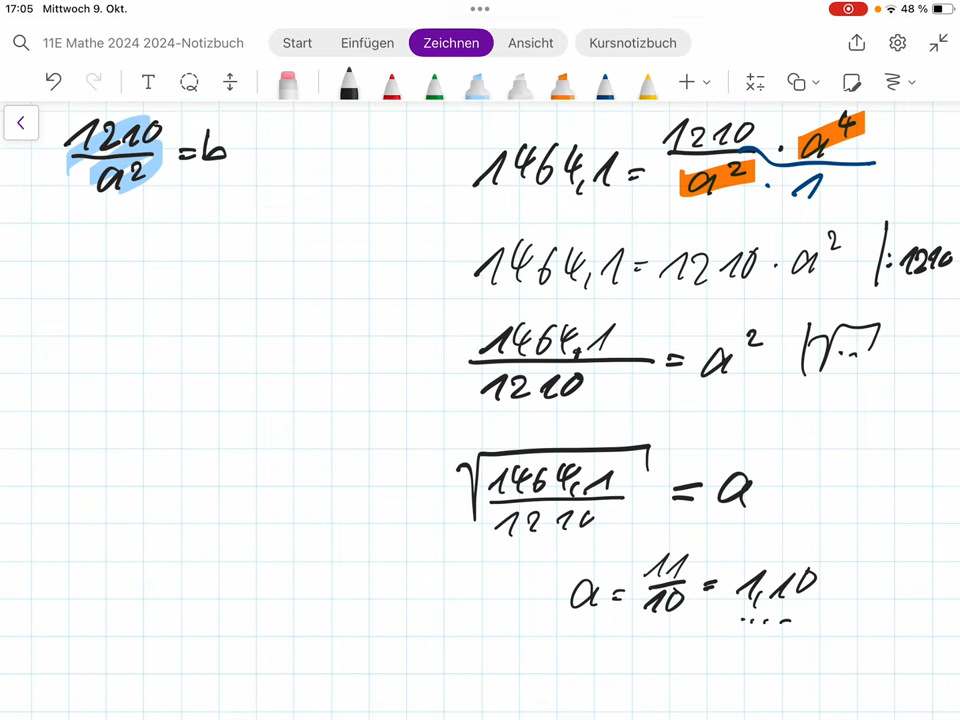 17:05 Mittwoch 9. Okt. 48 %
11E Mathe 2024 2024-Notizbuch Start Einfügen Zeichnen Ansicht Kursnotizbuch
T
1210/a² = b
1464,1 = 1210/a² · a⁴/1
1464,1 = 1210 · a² |:1210
1464,1/1210 = a² |√...
√(1464,1/1210) = a
a = 11/10 = 1,10